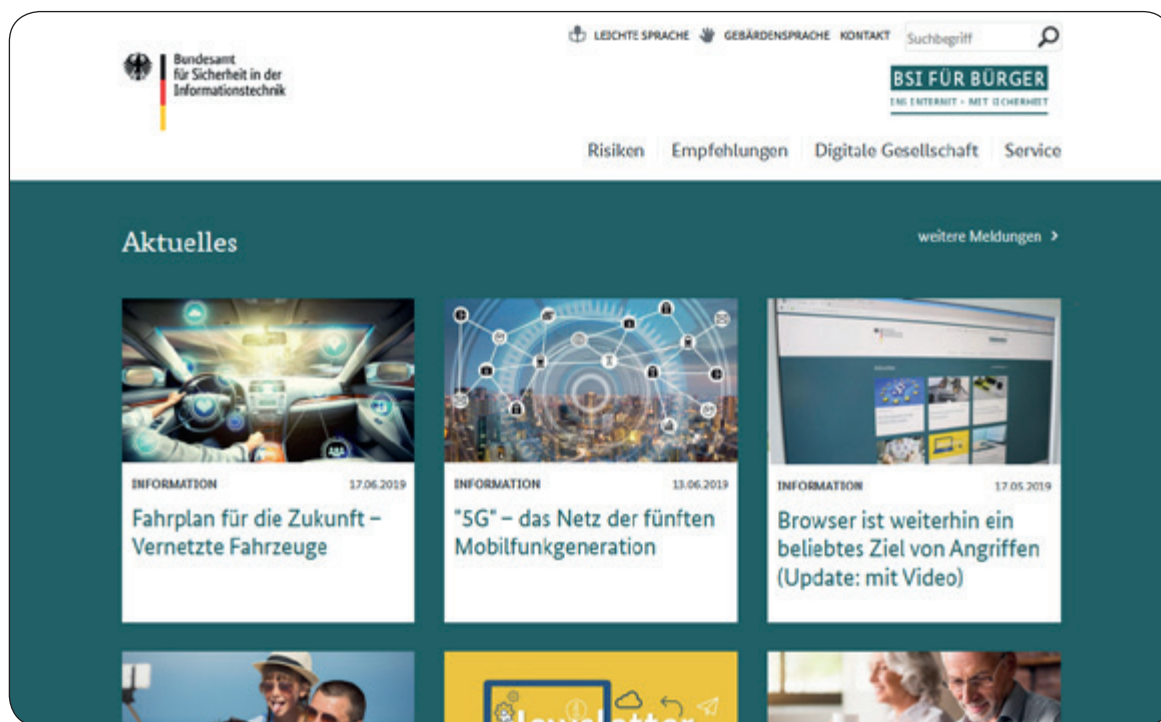 LEICHTE SPRACHE GEBÄRDENSPRACHE KONTAKT Suchbegriff
Bundesamt
für Sicherheit in der
Informationstechnik
BSI FÜR BÜRGER
INS INTERNET – MIT SICHERHEIT
Risiken Empfehlungen Digitale Gesellschaft Service
Aktuelles
weitere Meldungen
INFORMATION 17.06.2019
Fahrplan für die Zukunft –
Vernetzte Fahrzeuge
INFORMATION 13.06.2019
"5G" – das Netz der fünften
Mobilfunkgeneration
INFORMATION 17.05.2019
Browser ist weiterhin ein
beliebtes Ziel von Angriffen
(Update: mit Video)
Newsletter